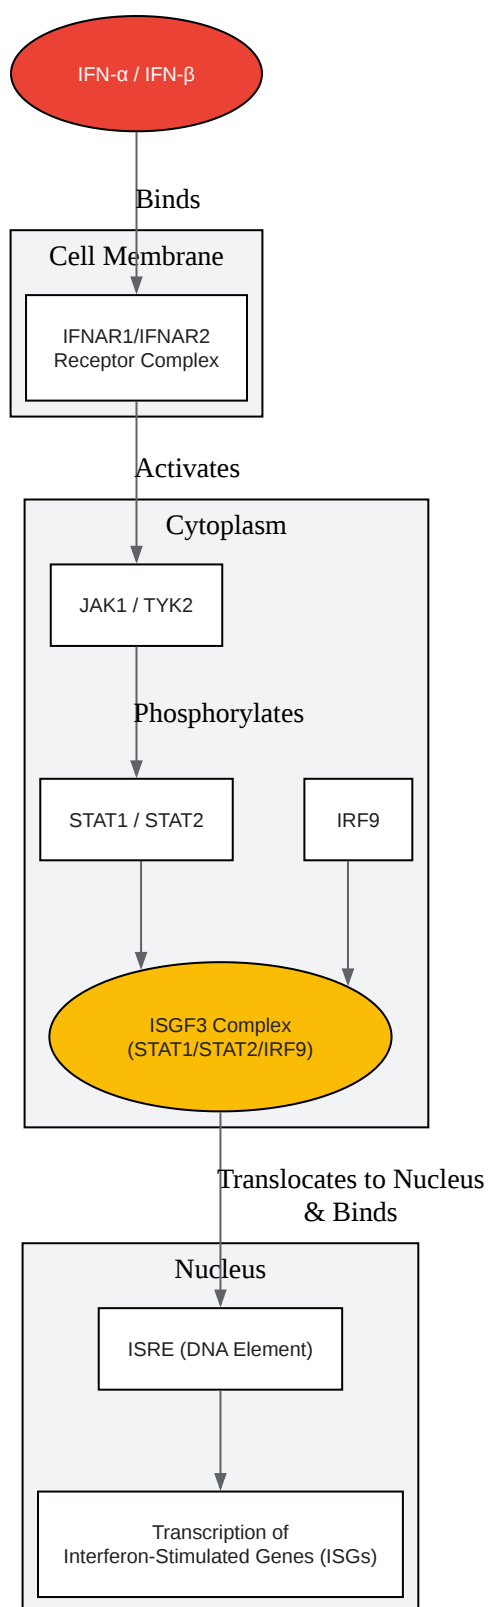 IFN-α / IFN-β
Binds
Cell Membrane
IFNAR1/IFNAR2
Receptor Complex
Activates
Cytoplasm
JAK1 / TYK2
Phosphorylates
STAT1 / STAT2
IRF9
ISGF3 Complex
(STAT1/STAT2/IRF9)
Translocates to Nucleus
& Binds
Nucleus
ISRE (DNA Element)
Transcription of
Interferon-Stimulated Genes (ISGs)